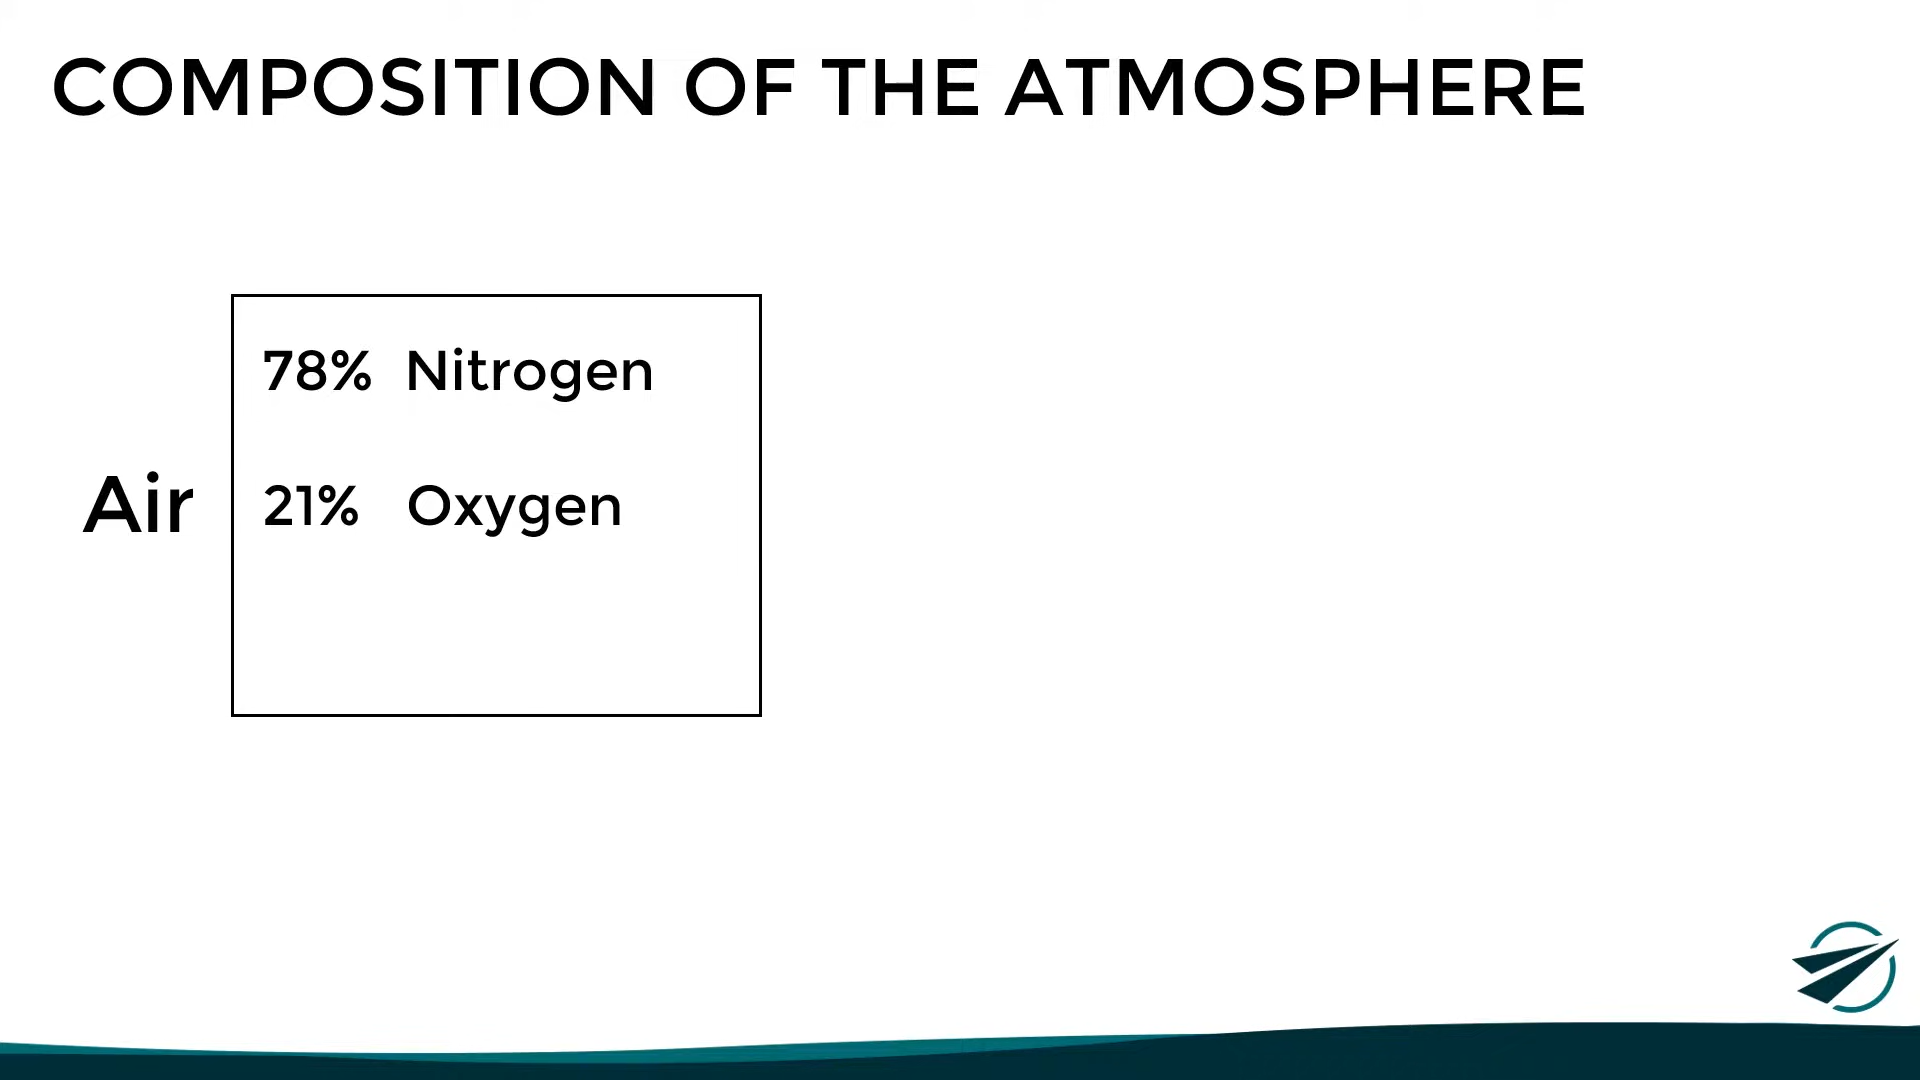 COMPOSITION OF THE ATMOSPHERE
78% Nitrogen
Air
21% Oxygen